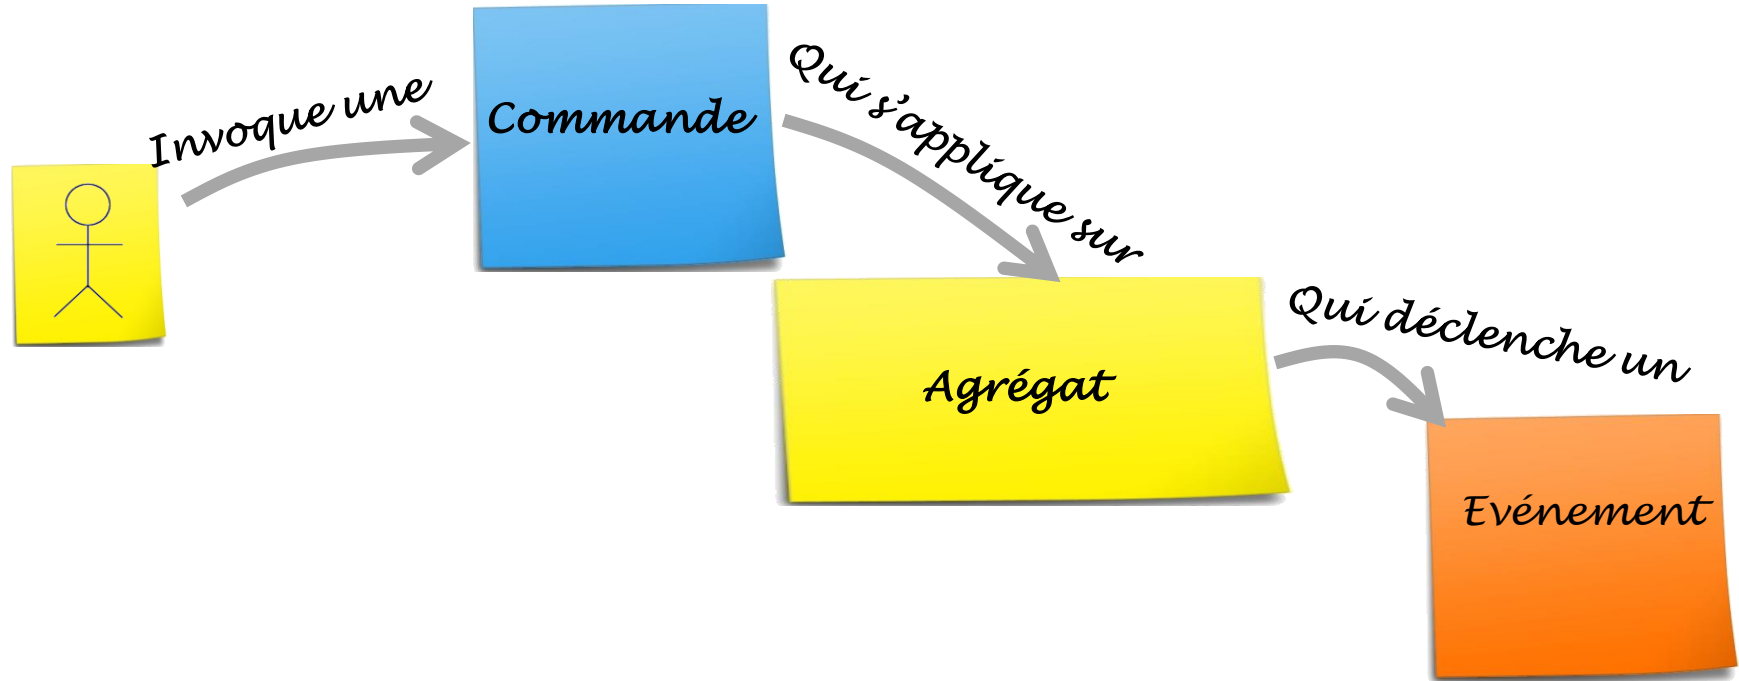 Invoque une
Commande
Qui s'applique sur
Agrégat
Qui déclenche un
Evénement